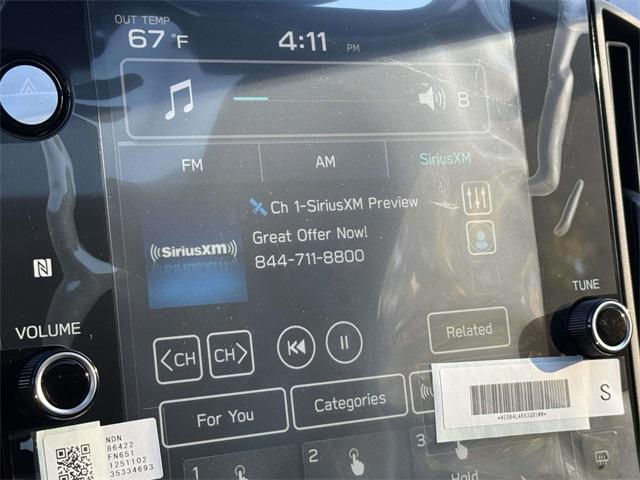 OUT TEMP
67 °F
4:11 PM
8
FM
AM
SiriusXM
Ch 1-SiriusXM Preview
Great Offer Now!
844-711-8800
((SiriusXM))
VOLUME
TUNE
<CH
CH>
Related
For You
Categories
1
2
3
Hold
S
NDN
86422
FN651
1251102
35334693